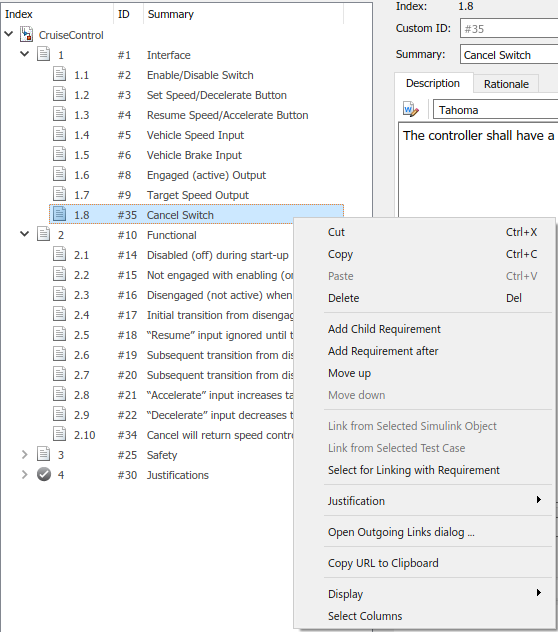 Index ID Summary
CruiseControl
1 #1 Interface
1.1 #2 Enable/Disable Switch
1.2 #3 Set Speed/Decelerate Button
1.3 #4 Resume Speed/Accelerate Button
1.4 #5 Vehicle Speed Input
1.5 #6 Vehicle Brake Input
1.6 #8 Engaged (active) Output
1.7 #9 Target Speed Output
1.8 #35 Cancel Switch
2 #10 Functional
2.1 #14 Disabled (off) during start-up
2.2 #15 Not engaged with enabling (or
2.3 #16 Disengaged (not active) when
2.4 #17 Initial transition from disengag
2.5 #18 “Resume” input ignored until t
2.6 #19 Subsequent transition from dis
2.7 #20 Subsequent transition from dis
2.8 #21 “Accelerate” input increases ta
2.9 #22 “Decelerate” input decreases t
2.10 #34 Cancel will return speed contro
3 #25 Safety
4 #30 Justifications
Index: 1.8
Custom ID: #35
Summary: Cancel Switch
Description Rationale
Tahoma
The controller shall have a
Cut Ctrl+X
Copy Ctrl+C
Paste Ctrl+V
Delete Del
Add Child Requirement
Add Requirement after
Move up
Move down
Link from Selected Simulink Object
Link from Selected Test Case
Select for Linking with Requirement
Justification
Open Outgoing Links dialog ...
Copy URL to Clipboard
Display
Select Columns